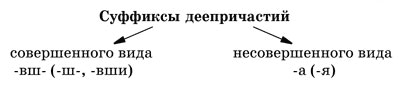 Суффиксы деепричастий
совершенного вида
-вш- (-ш-, -вши)
несовершенного вида
-а (-я)